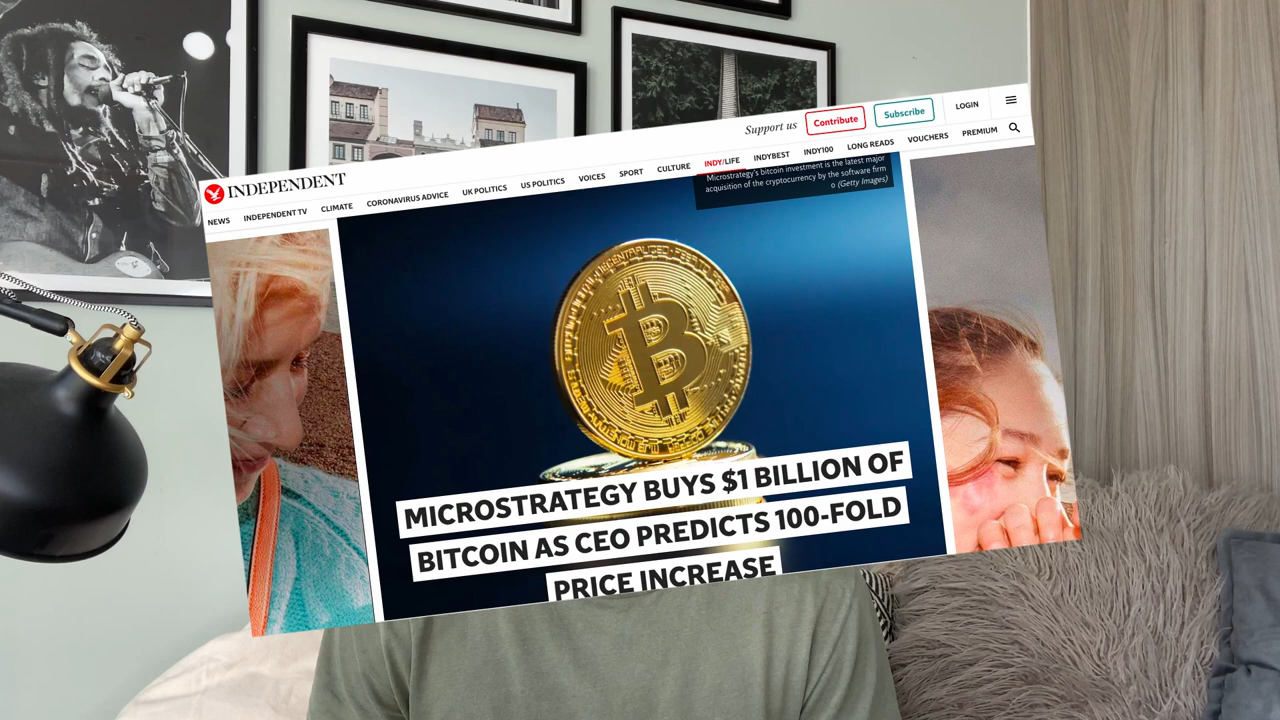 Support us
Contribute
Subscribe
LOGIN
INDEPENDENT
NEWS INDEPENDENT TV CLIMATE CORONAVIRUS ADVICE UK POLITICS US POLITICS VOICES SPORT CULTURE INDY/LIFE INDYBEST INDY100 LONG READS VOUCHERS PREMIUM
Microstrategy's bitcoin investment is the latest major
acquisition of the cryptocurrency by the software firm
o (Getty Images)
DECENTRALIZED
MICROSTRATEGY BUYS $1 BILLION OF
BITCOIN AS CEO PREDICTS 100-FOLD
PRICE INCREASE